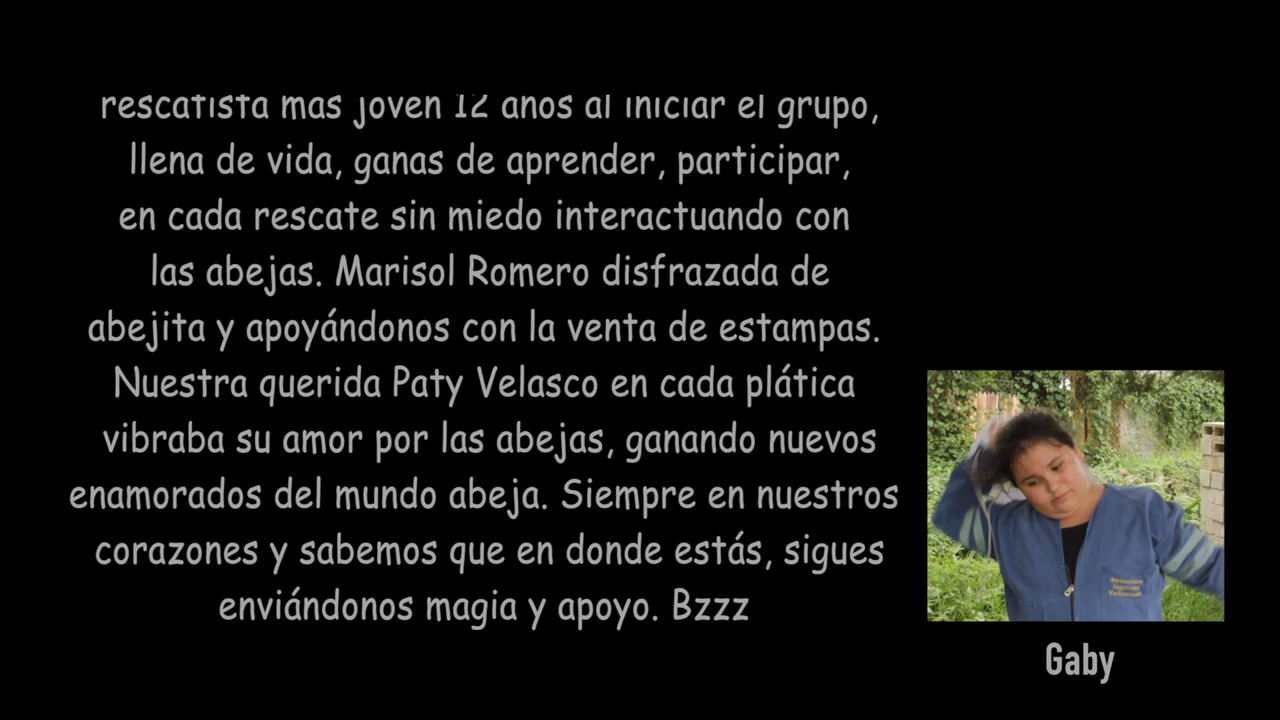 rescatista más joven 12 años al iniciar el grupo,
llena de vida, ganas de aprender, participar,
en cada rescate sin miedo interactuando con
las abejas. Marisol Romero disfrazada de
abejita y apoyándonos con la venta de estampas.
Nuestra querida Paty Velasco en cada plática
vibraba su amor por las abejas, ganando nuevos
enamorados del mundo abeja. Siempre en nuestros
corazones y sabemos que en donde estás, sigues
enviándonos magia y apoyo. Bzzz
Gaby